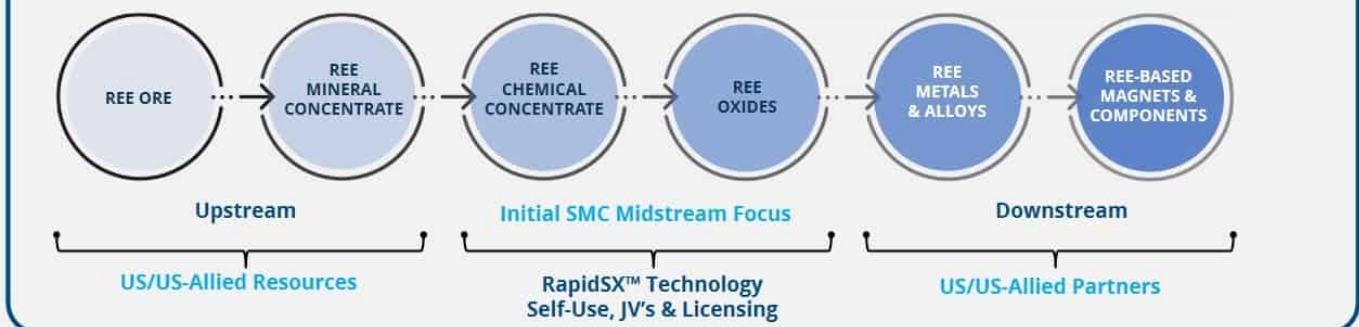 REE ORE
REE
MINERAL
CONCENTRATE
REE
CHEMICAL
CONCENTRATE
REE
OXIDES
REE
METALS
& ALLOYS
REE-BASED
MAGNETS &
COMPONENTS
Upstream
Initial SMC Midstream Focus
Downstream
US/US-Allied Resources
RapidSX™ Technology
Self-Use, JV's & Licensing
US/US-Allied Partners